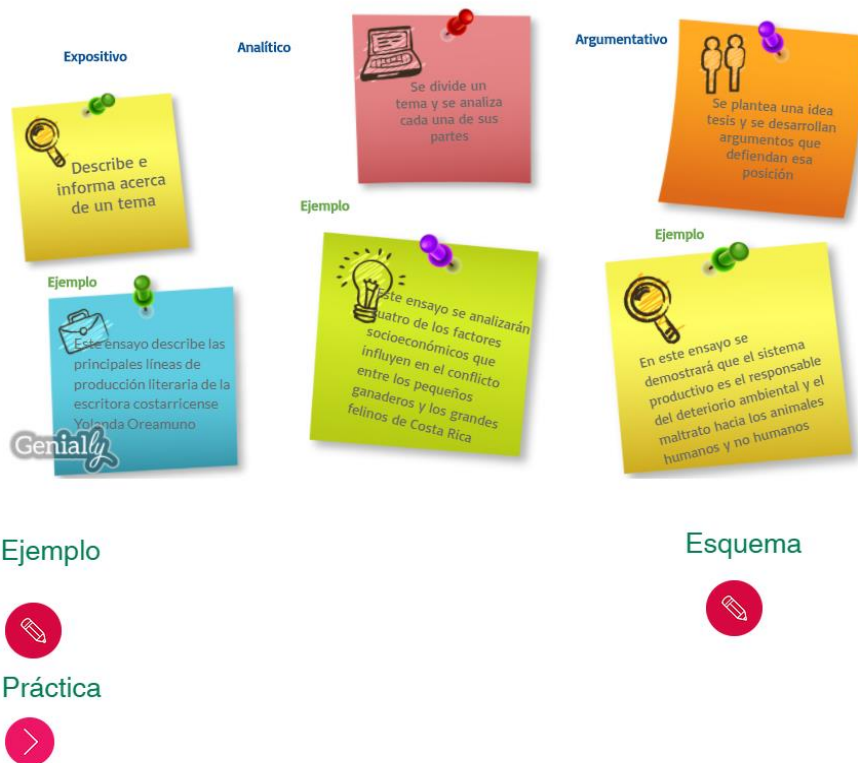 Expositivo
Describe e
informa acerca
de un tema
Ejemplo
Este ensayo describe las
principales líneas de
producción literaria de la
escritora costarricense
Yolanda Oreamuno
Genially
Analítico
Se divide un
tema y se analiza
cada una de sus
partes
Ejemplo
Este ensayo se analizarán
cuatro de los factores
socioeconómicos que
influyen en el conflicto
entre los pequeños
ganaderos y los grandes
felinos de Costa Rica
Argumentativo
Se plantea una idea
tesis y se desarrollan
argumentos que
defiendan esa
posición
Ejemplo
En este ensayo se
demostrará que el sistema
productivo es el responsable
del deterioro ambiental y el
maltrato hacia los animales
humanos y no humanos
Ejemplo
Esquema
Práctica